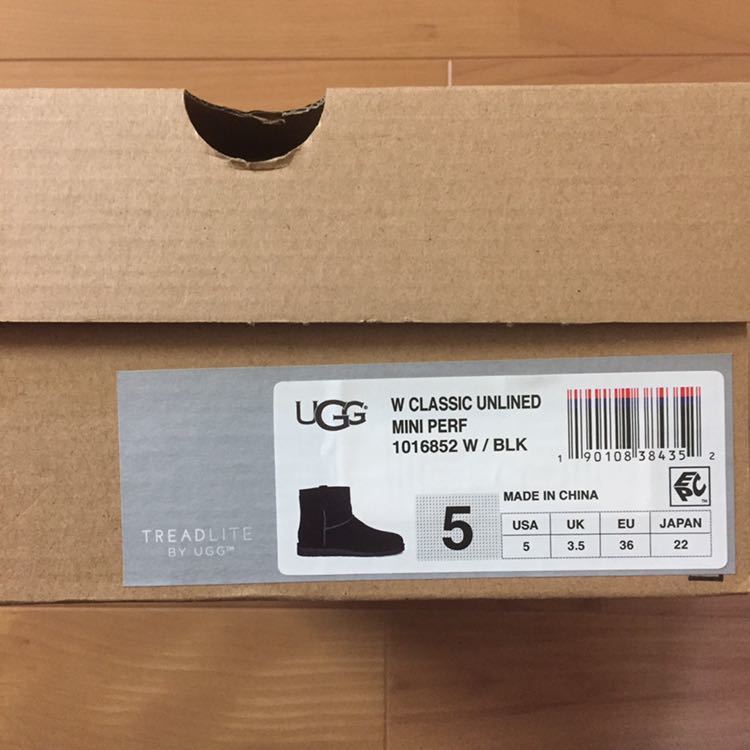 UGG®
W CLASSIC UNLINED
MINI PERF
1016852 W / BLK
1 90108 38435 2
EPC™
MADE IN CHINA
5
USA UK EU JAPAN
5 3.5 36 22
TREADLITE
BY UGG™